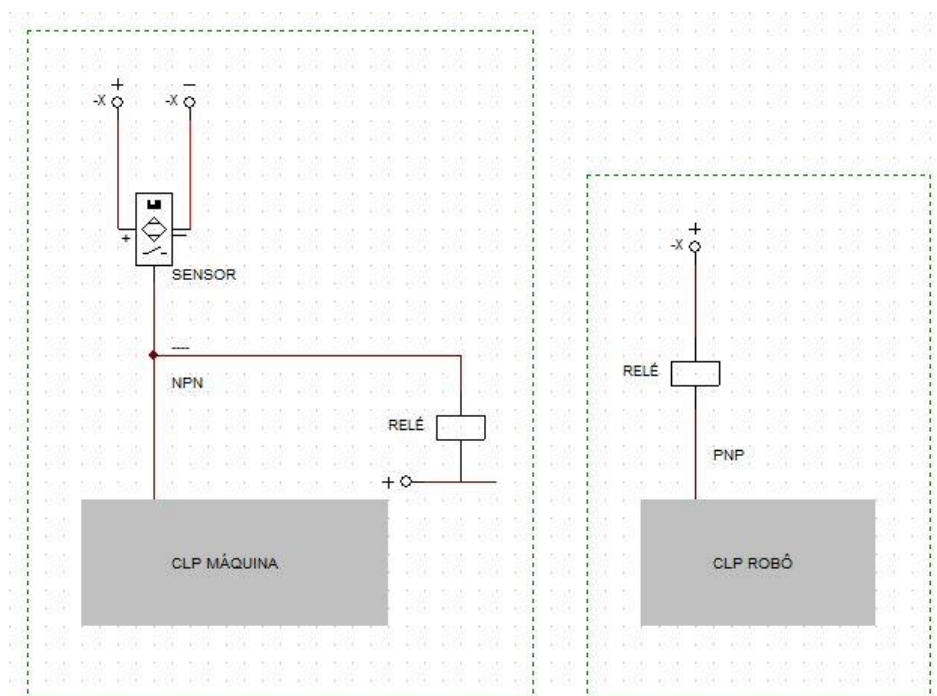 + −
-X -X
+ −
SENSOR
----
NPN
RELÉ
+
CLP MÁQUINA
+
-X
RELÉ
PNP
CLP ROBÔ